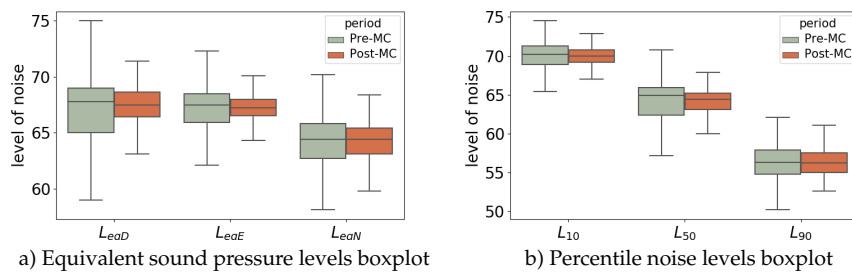 period
Pre-MC
Post-MC
75
70
65
60
level of noise
L_eaD
L_eaE
L_eaN
a) Equivalent sound pressure levels boxplot
period
Pre-MC
Post-MC
75
70
65
60
55
50
level of noise
L_10
L_50
L_90
b) Percentile noise levels boxplot